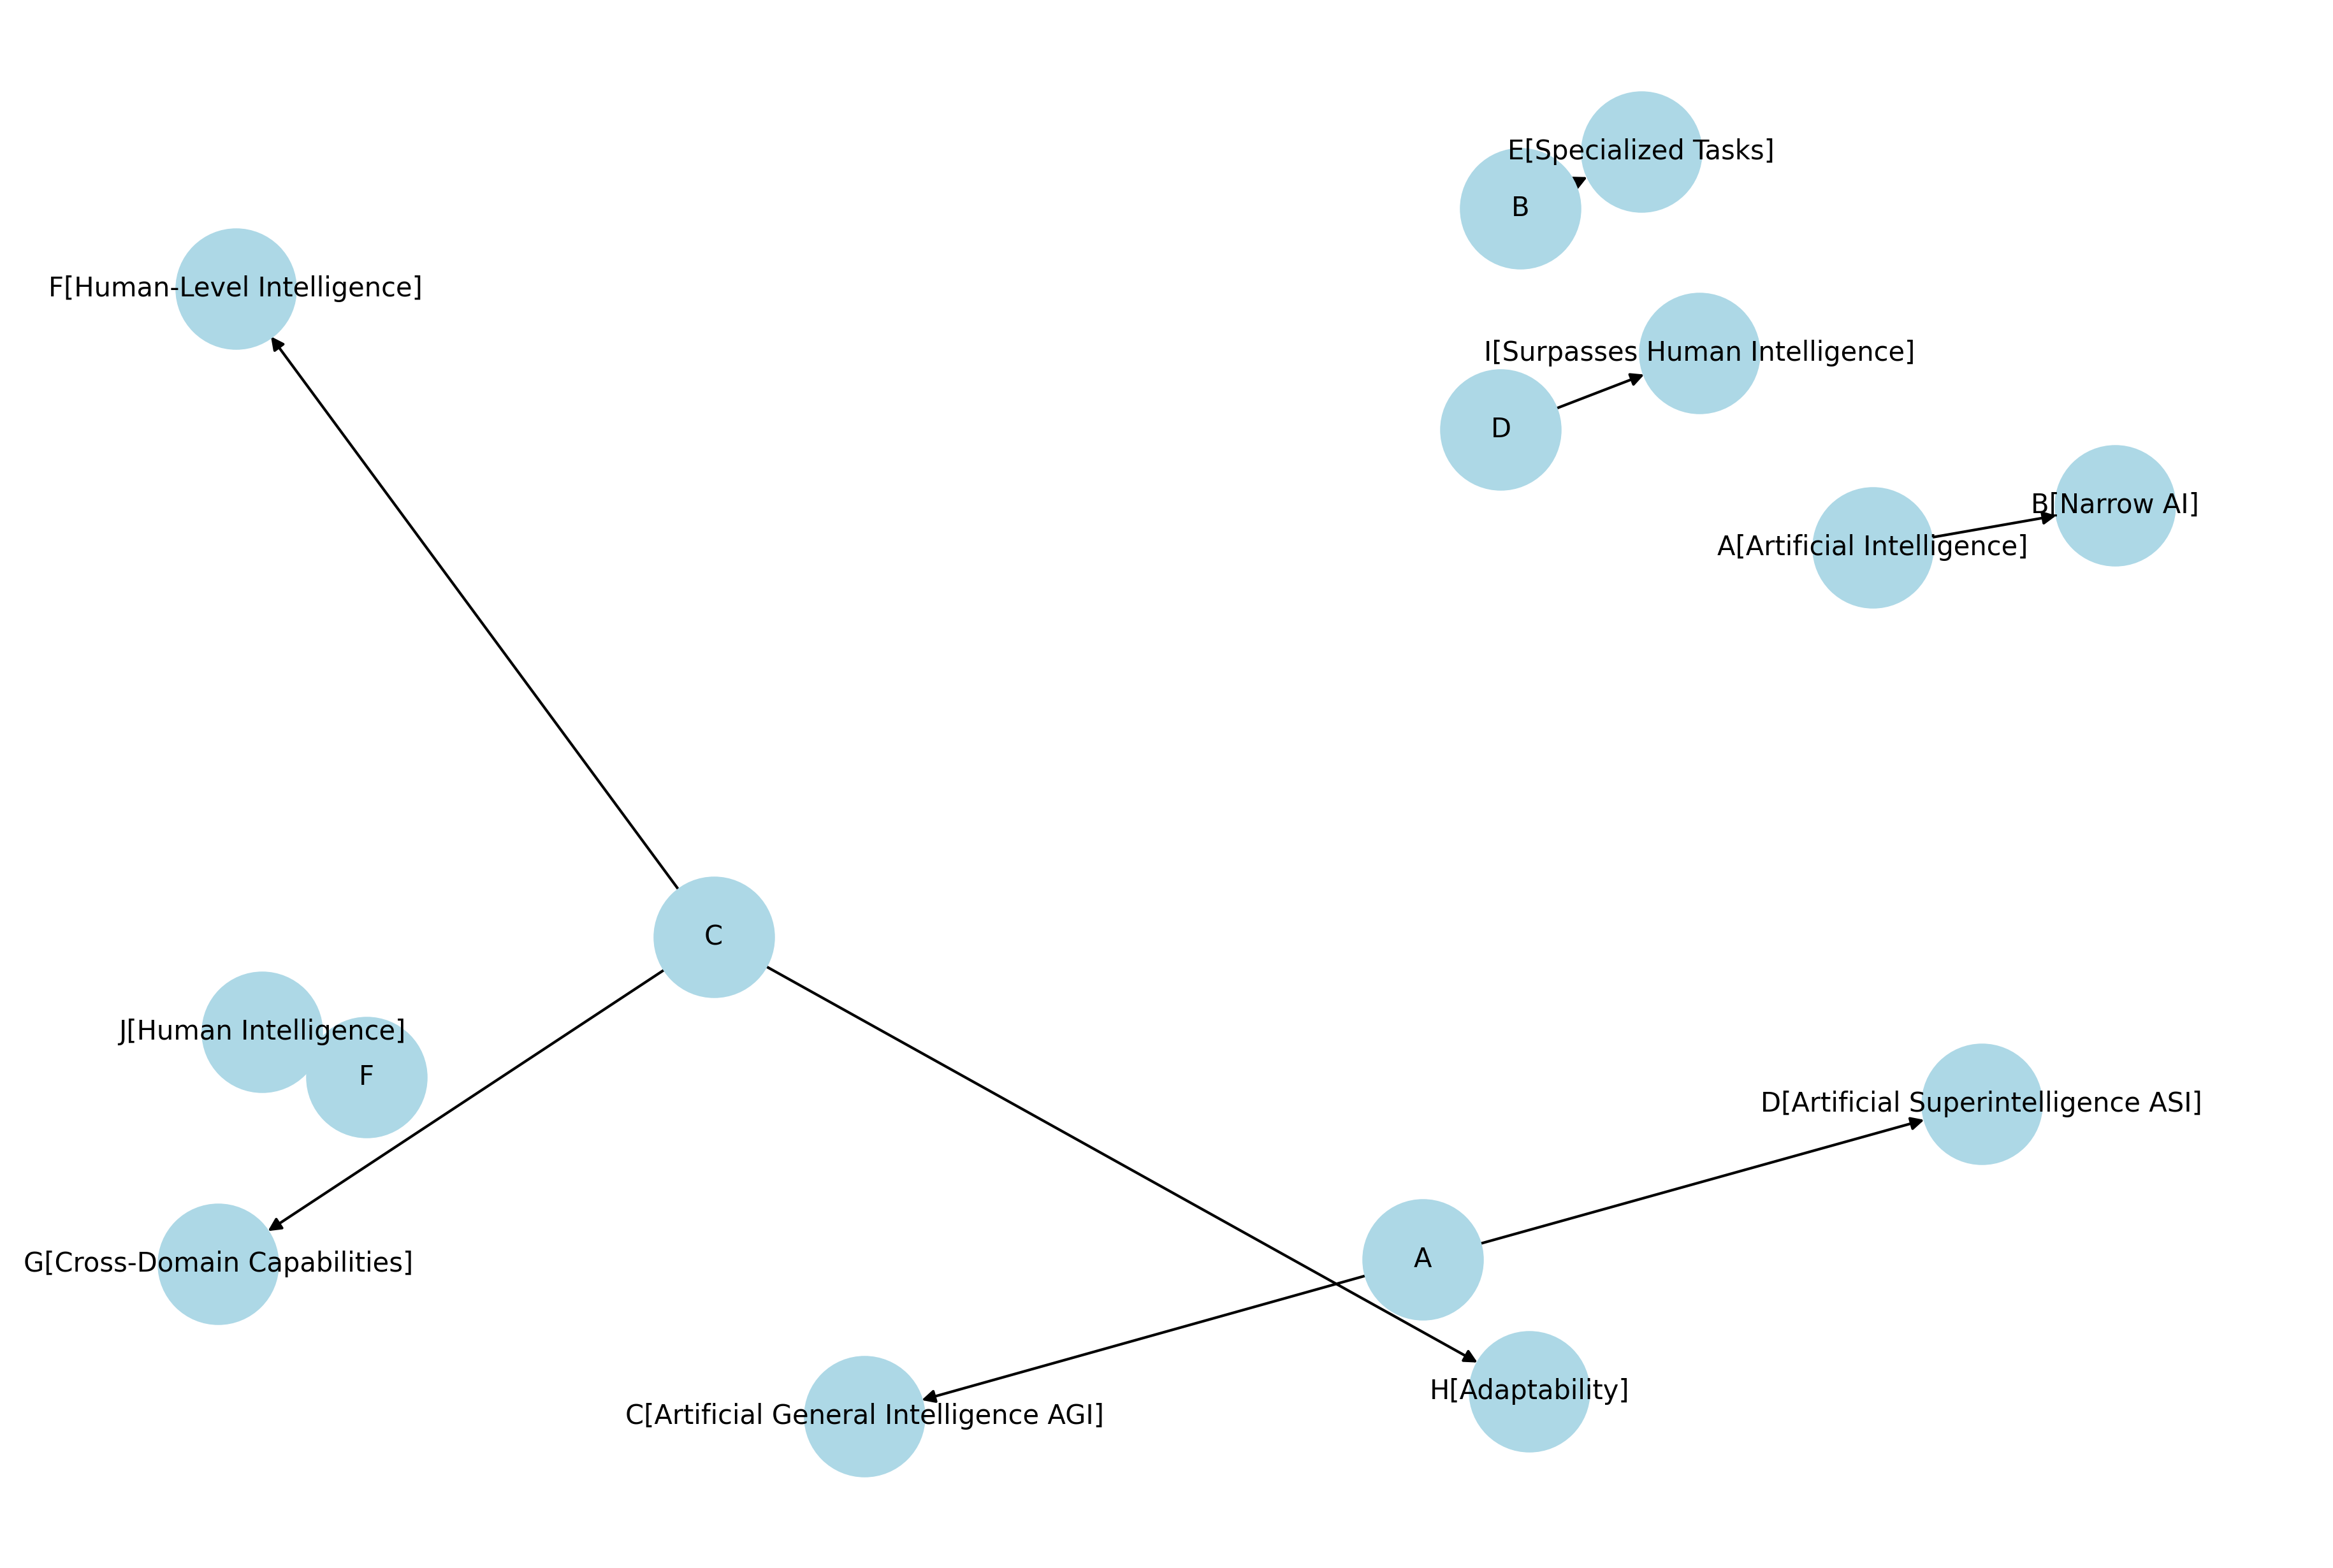 E[Specialized Tasks]
B
F[Human-Level Intelligence]
I[Surpasses Human Intelligence]
D
B[Narrow AI]
A[Artificial Intelligence]
C
J[Human Intelligence]
F
D[Artificial Superintelligence ASI]
A
G[Cross-Domain Capabilities]
H[Adaptability]
C[Artificial General Intelligence AGI]